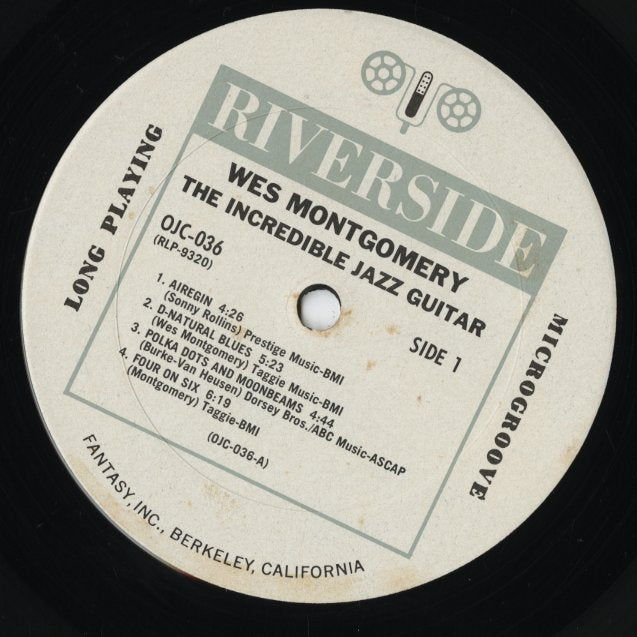 RIVERSIDE
WES MONTGOMERY
THE INCREDIBLE JAZZ GUITAR
OJC-036
(RLP-9320)
SIDE 1
1. AIREGIN 4:26
(Sonny Rollins) Prestige Music-BMI
2. D-NATURAL BLUES 5:23
(Wes Montgomery) Taggie Music-BMI
3. POLKA DOTS AND MOONBEAMS 4:44
(Burke-Van Heusen) Dorsey Bros./ABC Music-ASCAP
4. FOUR ON SIX 6:19
(Montgomery) Taggie-BMI
(OJC-036-A)
LONG PLAYING
MICROGROOVE
FANTASY, INC., BERKELEY, CALIFORNIA